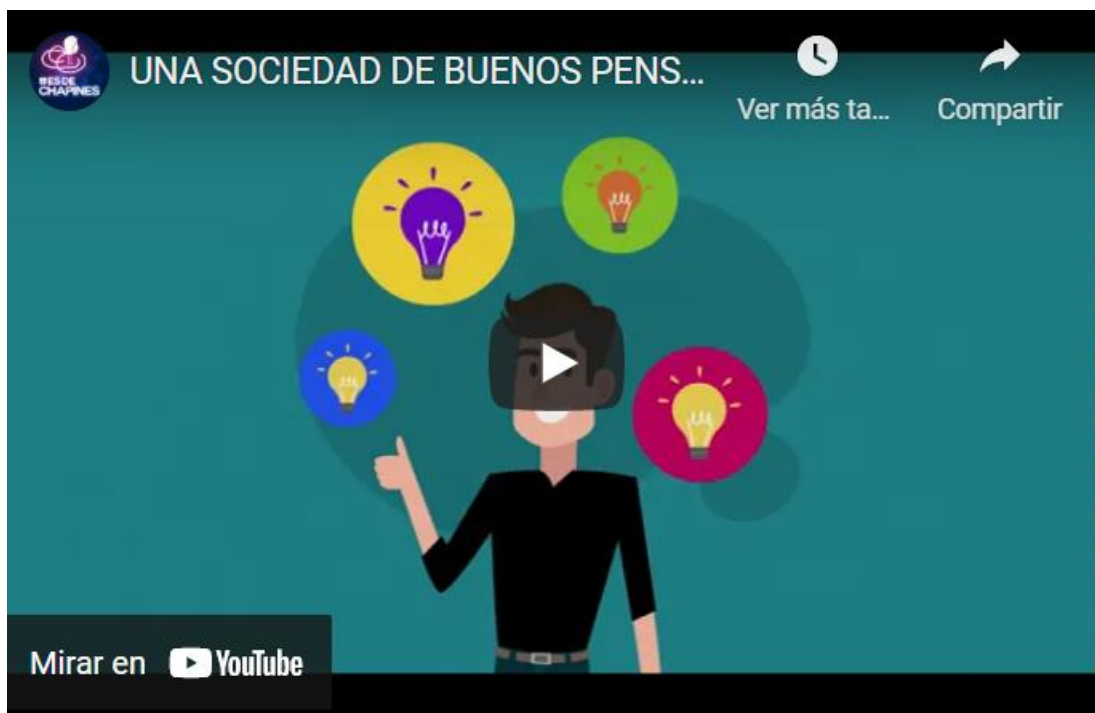 #ESDE
CHAPINES
UNA SOCIEDAD DE BUENOS PENS...
Ver más ta...
Compartir
Mirar en YouTube